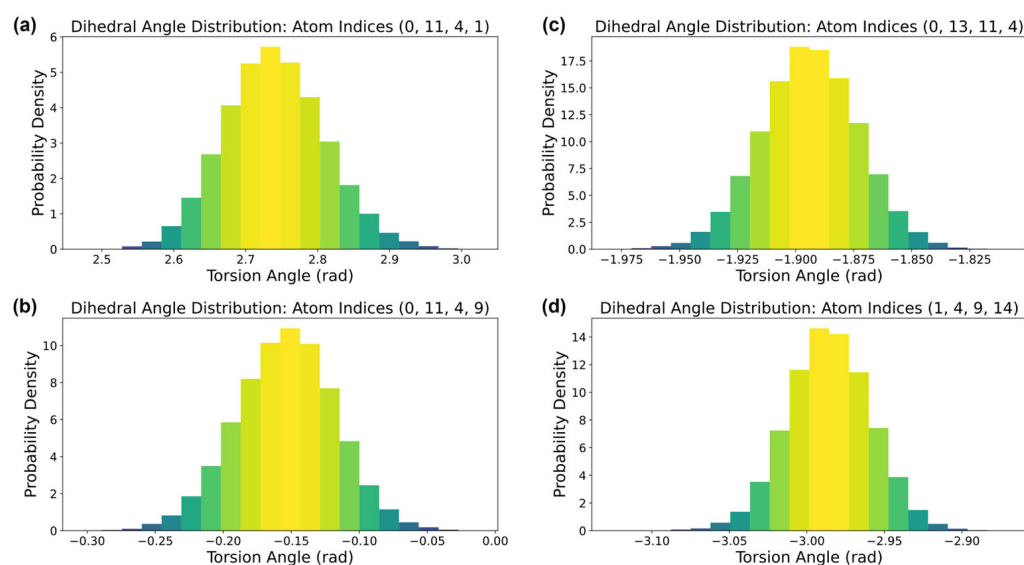 (a)
Dihedral Angle Distribution: Atom Indices (0, 11, 4, 1)
Probability Density
6
5
4
3
2
1
0
2.5 2.6 2.7 2.8 2.9 3.0
Torsion Angle (rad)
(b)
Dihedral Angle Distribution: Atom Indices (0, 11, 4, 9)
Probability Density
10
8
6
4
2
0
−0.30 −0.25 −0.20 −0.15 −0.10 −0.05 0.00
Torsion Angle (rad)
(c)
Dihedral Angle Distribution: Atom Indices (0, 13, 11, 4)
Probability Density
17.5
15.0
12.5
10.0
7.5
5.0
2.5
0.0
−1.975 −1.950 −1.925 −1.900 −1.875 −1.850 −1.825
Torsion Angle (rad)
(d)
Dihedral Angle Distribution: Atom Indices (1, 4, 9, 14)
Probability Density
14
12
10
8
6
4
2
0
−3.10 −3.05 −3.00 −2.95 −2.90
Torsion Angle (rad)